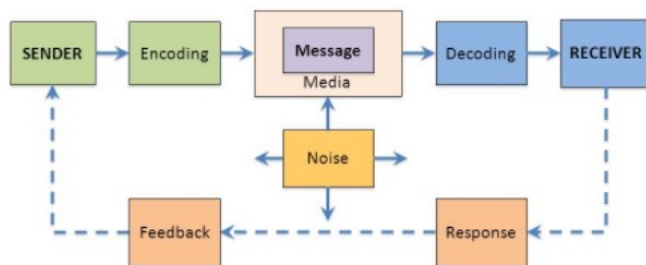 SENDER
Encoding
Message
Media
Decoding
RECEIVER
Noise
Feedback
Response